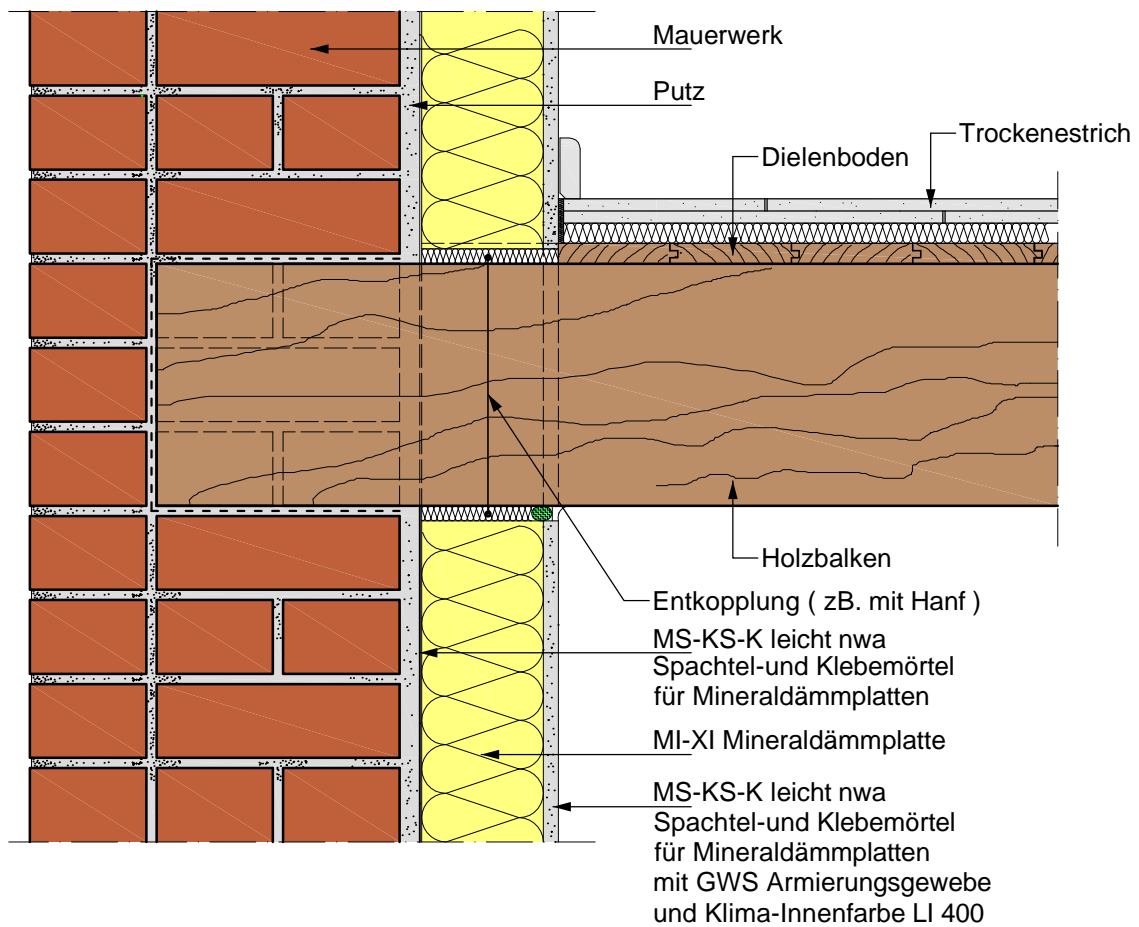 Mauerwerk
Putz
Trockenestrich
Dielenboden
Holzbalken
Entkopplung ( zB. mit Hanf )
MS-KS-K leicht nwa
Spachtel-und Klebemörtel
für Mineraldämmplatten
MI-XI Mineraldämmplatte
MS-KS-K leicht nwa
Spachtel-und Klebemörtel
für Mineraldämmplatten
mit GWS Armierungsgewebe
und Klima-Innenfarbe LI 400